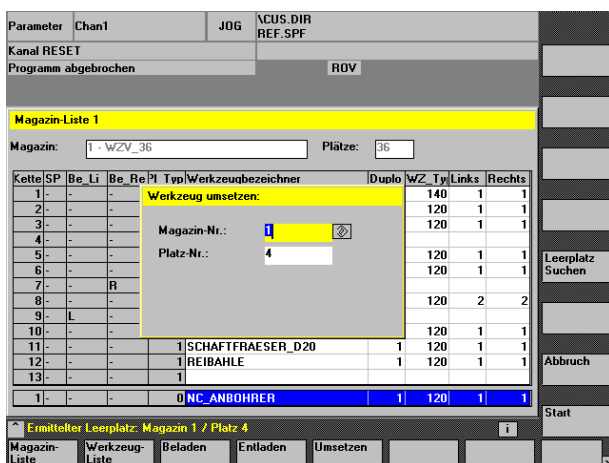 Parameter Chan1 JOG \CUS.DIR
REF.SPF
Kanal RESET
Programm abgebrochen ROV
Magazin-Liste 1
Magazin: 1 - WZV_36 Plätze: 36
Kette SP Be_Li Be_Re Pl_Typ Werkzeugbezeichner Duplo WZ_Ty Links Rechts
1 - - - 140 1 1
2 - - - 120 1 1
3 - - - 120 1 1
4 - - -
5 - - - 120 1 1
6 - - - 120 1 1
7 - - R
8 - - - 120 2 2
9 - L -
10 - - - 120 1 1
11 - - - 1 SCHAFTFRAESER_D20 1 120 1 1
12 - - - 1 REIBAHLE 1 120 1 1
13 - - - 1
1 - - - 0 NC_ANBOHRER 1 120 1 1
Werkzeug umsetzen:
Magazin-Nr.: 1
Platz-Nr.: 4
Leerplatz
Suchen
Abbruch
Start
^ Ermittelter Leerplatz: Magazin 1 / Platz 4 i
Magazin-
Liste
Werkzeug-
Liste
Beladen
Entladen
Umsetzen